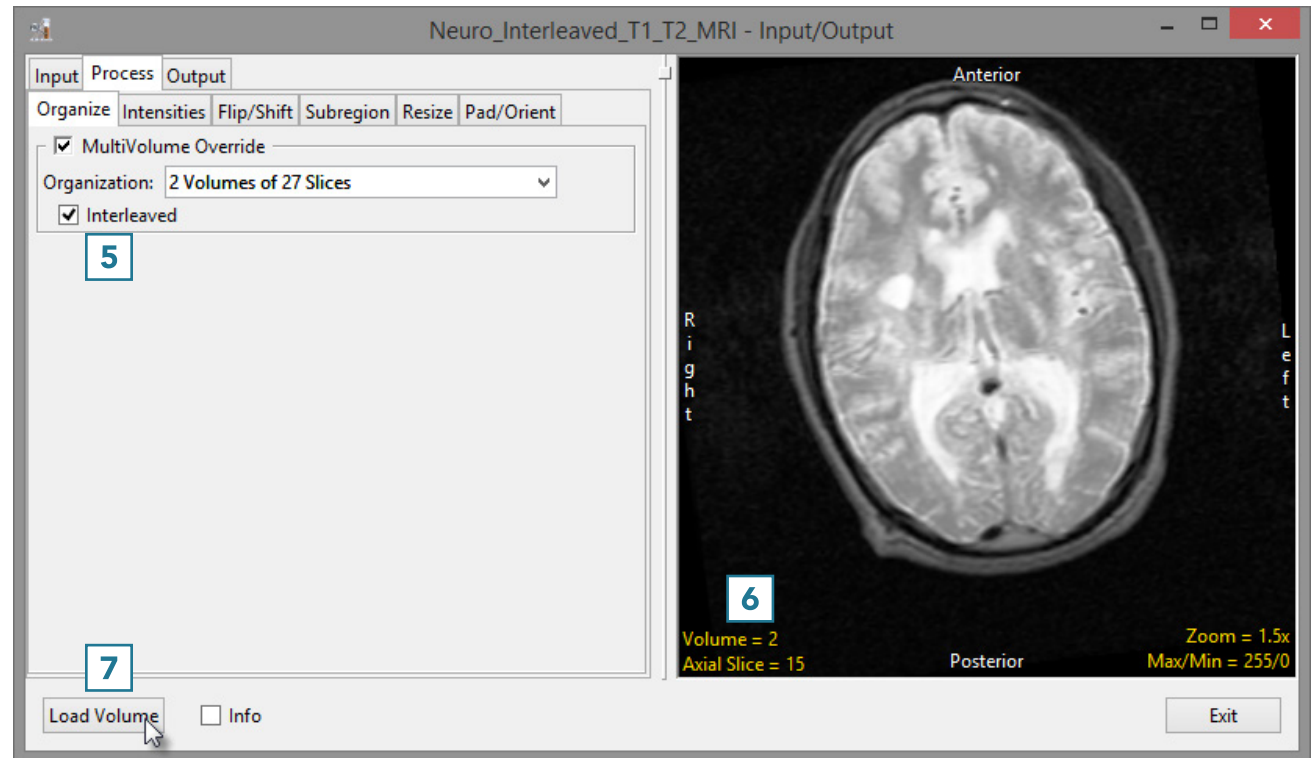 Neuro_Interleaved_T1_T2_MRI - Input/Output
Input Process Output
Organize Intensities Flip/Shift Subregion Resize Pad/Orient
MultiVolume Override
Organization: 2 Volumes of 27 Slices
Interleaved
5
Anterior
Right
Left
6
Volume = 2
Axial Slice = 15
Posterior
Zoom = 1.5x
Max/Min = 255/0
7
Load Volume
Info
Exit